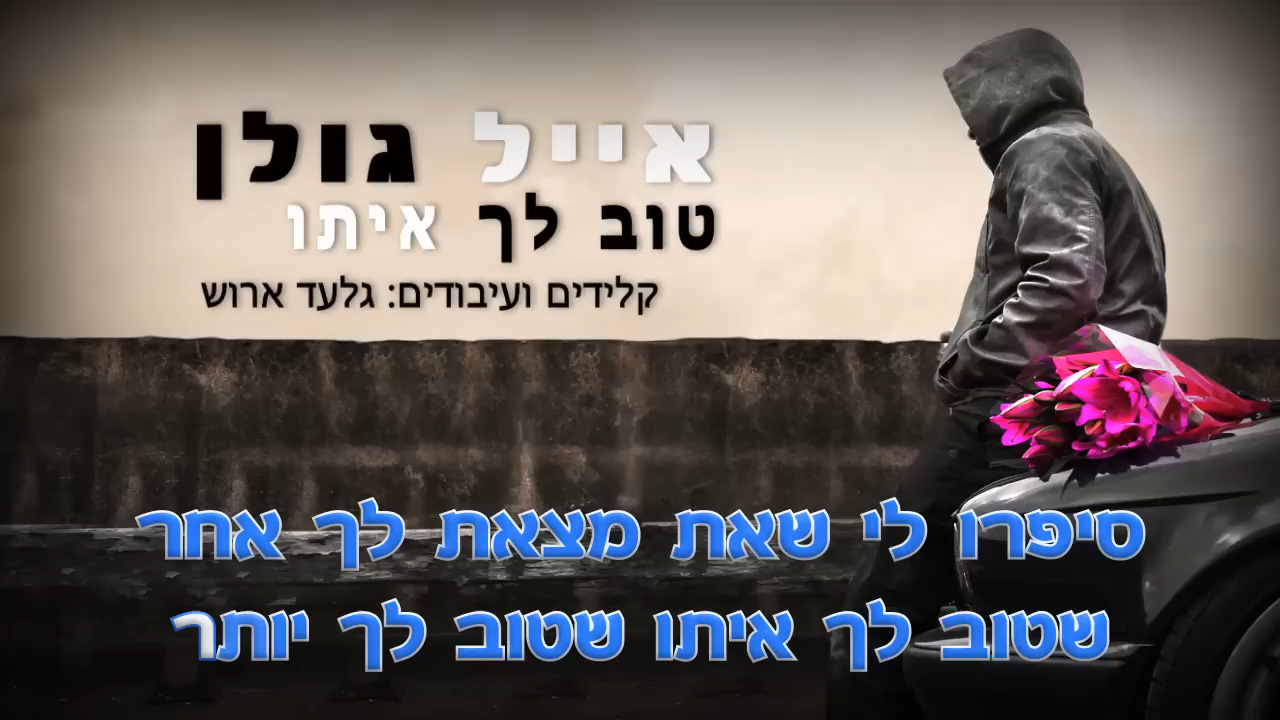 אייל גולן
טוב לך איתו
קלידים ועיבודים: גלעד ארוש
סיפרו לי שאת מצאת לך אחר
שטוב לך איתו שטוב לך יותר